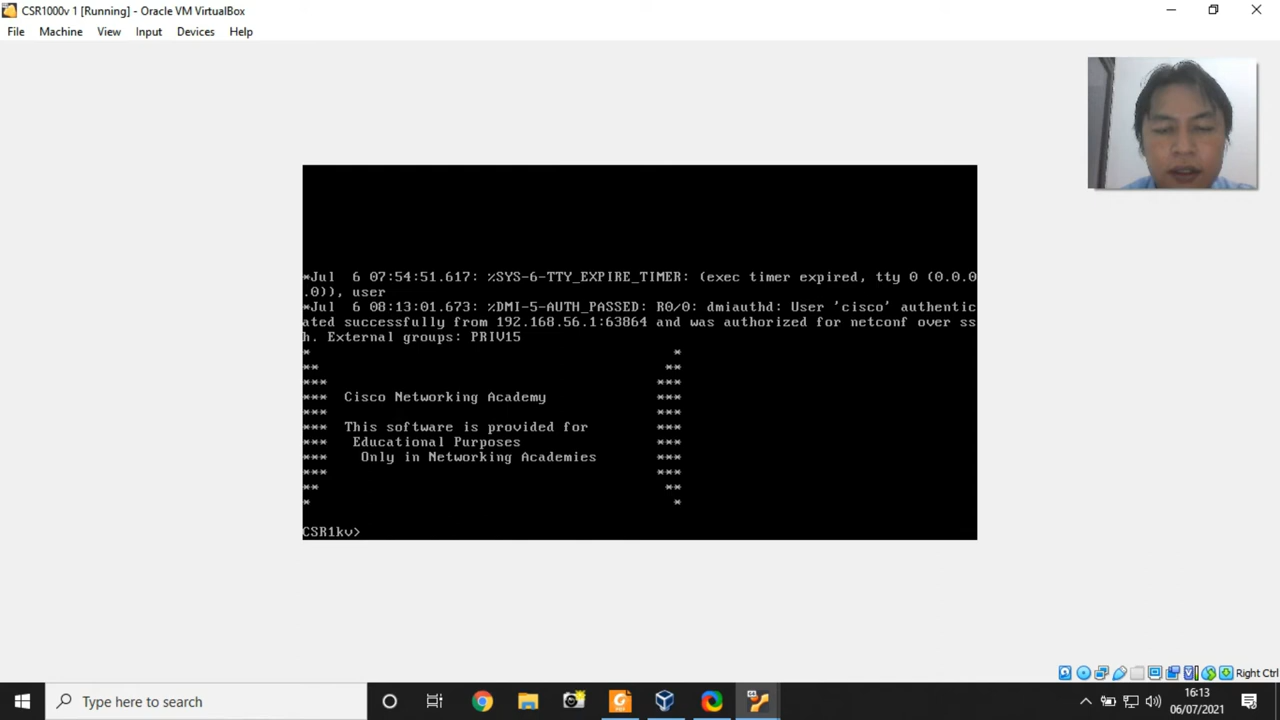 CSR1000v 1 [Running] - Oracle VM VirtualBox
File Machine View Input Devices Help
*Jul  6 07:54:51.617: %SYS-6-TTY_EXPIRE_TIMER: (exec timer expired, tty 0 (0.0.0
.0)), user
*Jul  6 08:13:01.673: %DMI-5-AUTH_PASSED: R0/0: dmiauthd: User 'cisco' authentic
ated successfully from 192.168.56.1:63864 and was authorized for netconf over ss
h. External groups: PRIV15
* *
** **
*** ***
*** Cisco Networking Academy ***
*** ***
*** This software is provided for ***
*** Educational Purposes ***
*** Only in Networking Academies ***
*** ***
** **
* *
CSR1kv>
Right Ctrl
Type here to search
16:13
06/07/2021